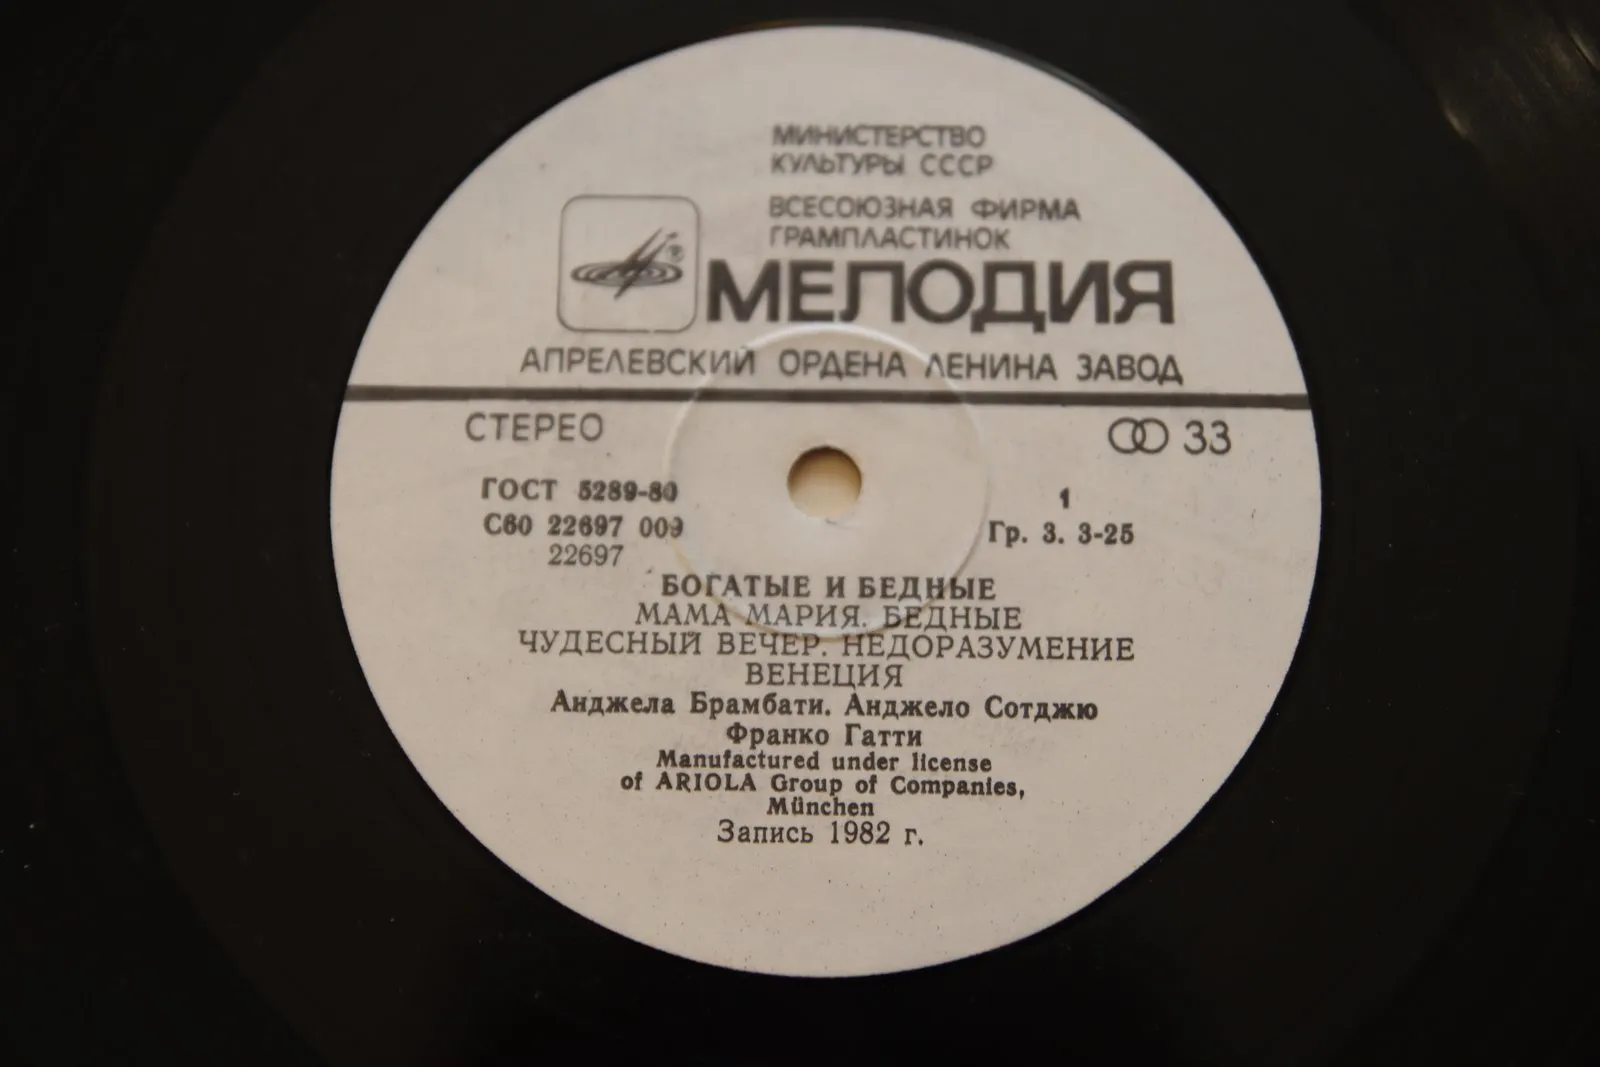 МИНИСТЕРСТВО
КУЛЬТУРЫ СССР
ВСЕСОЮЗНАЯ ФИРМА
ГРАМПЛАСТИНОК
МЕЛОДИЯ
АПРЕЛЕВСКИЙ ОРДЕНА ЛЕНИНА ЗАВОД
СТЕРЕО 33
ГОСТ 5289-80 1
С60 22697 009 Гр. 3. 3-25
22697
БОГАТЫЕ И БЕДНЫЕ
МАМА МАРИЯ. БЕДНЫЕ
ЧУДЕСНЫЙ ВЕЧЕР. НЕДОРАЗУМЕНИЕ
ВЕНЕЦИЯ
Анджела Брамбати. Анджело Сотджю
Франко Гатти
Manufactured under license
of ARIOLA Group of Companies,
München
Запись 1982 г.